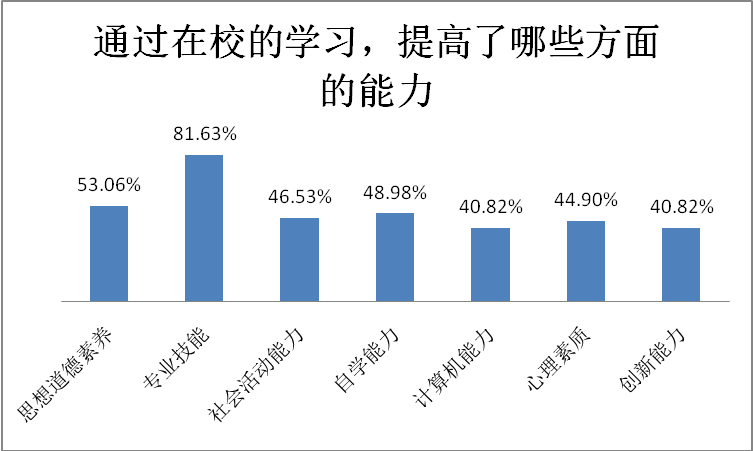 通过在校的学习，提高了哪些方面
的能力
53.06%
81.63%
46.53%
48.98%
40.82%
44.90%
40.82%
思想道德素养
专业技能
社会活动能力
自学能力
计算机能力
心理素质
创新能力